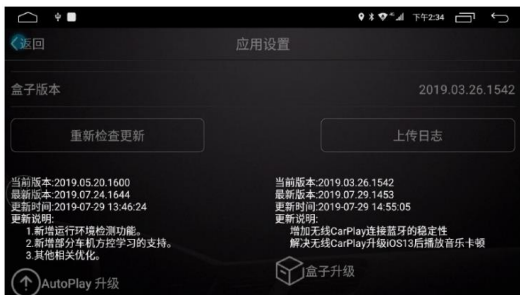 下午2:34
返回
应用设置
盒子版本
2019.03.26.1542
重新检查更新
上传日志
当前版本:2019.05.20.1600
最新版本:2019.07.24.1644
更新时间:2019-07-29 13:46:24
更新说明:
1.新增运行环境检测功能。
2.新增部分车机方控学习的支持。
3.其他相关优化。
AutoPlay 升级
当前版本:2019.03.26.1542
最新版本:2019.07.29.1453
更新时间:2019-07-29 14:55:05
更新说明:
增加无线CarPlay连接蓝牙的稳定性
解决无线CarPlay升级iOS13后播放音乐卡顿
盒子升级